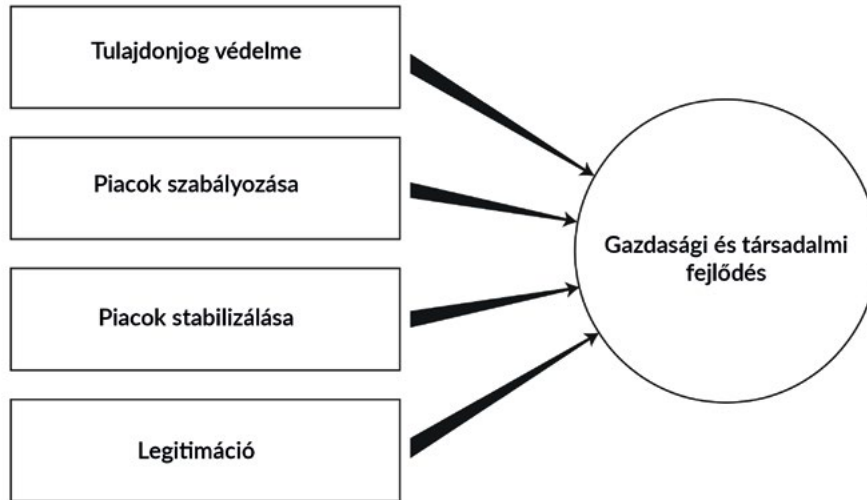 Tulajdonjog védelme
Piacok szabályozása
Piacok stabilizálása
Legitimáció
Gazdasági és társadalmi
fejlődés